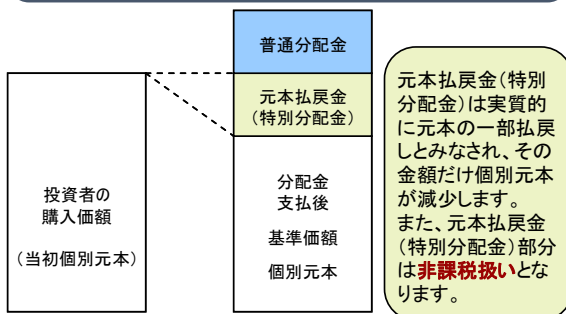 普通分配金
元本払戻金
（特別分配金）
投資者の
購入価額
（当初個別元本）
分配金
支払後
基準価額
個別元本
元本払戻金（特別
分配金）は実質的
に元本の一部払戻
しとみなされ、その
金額だけ個別元本
が減少します。
また、元本払戻金
（特別分配金）部分
は非課税扱いとな
ります。